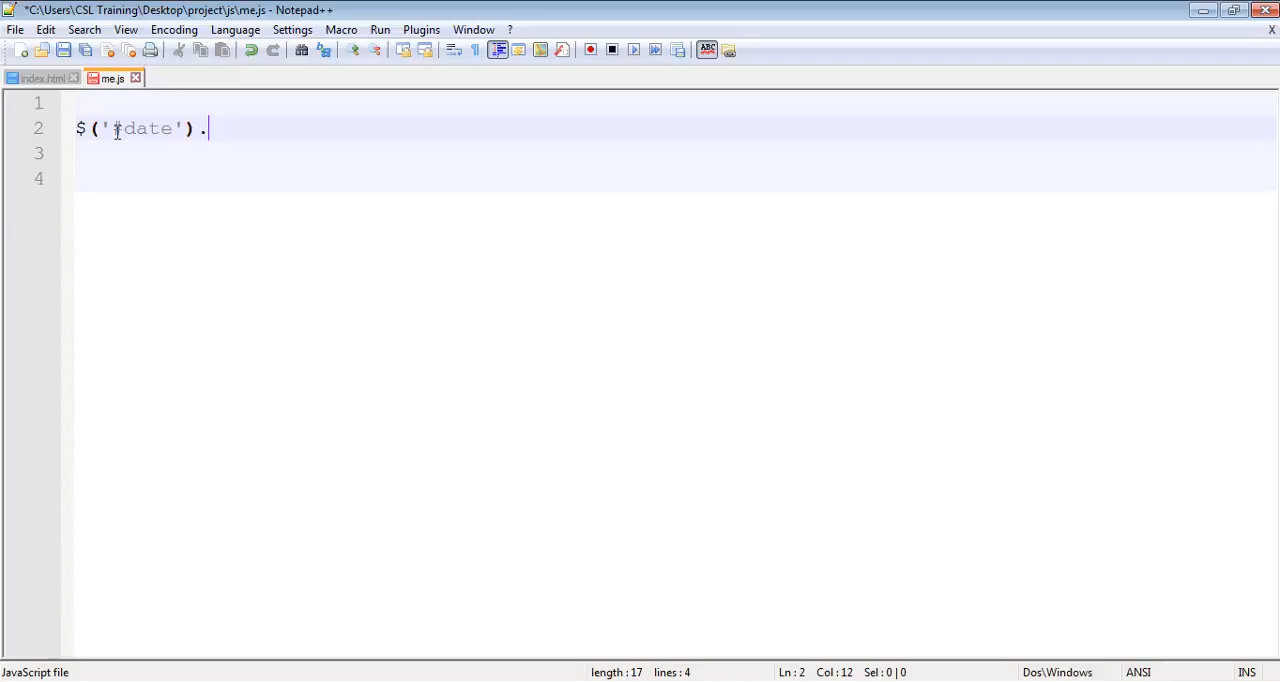 *C:\Users\CSL Training\Desktop\project\js\me.js - Notepad++
File Edit Search View Encoding Language Settings Macro Run Plugins Window ? X
ABC
index.html me.js
1
2 $('#date').
3
4
JavaScript file length : 17 lines : 4 Ln : 2 Col : 12 Sel : 0 | 0 Dos\Windows ANSI INS